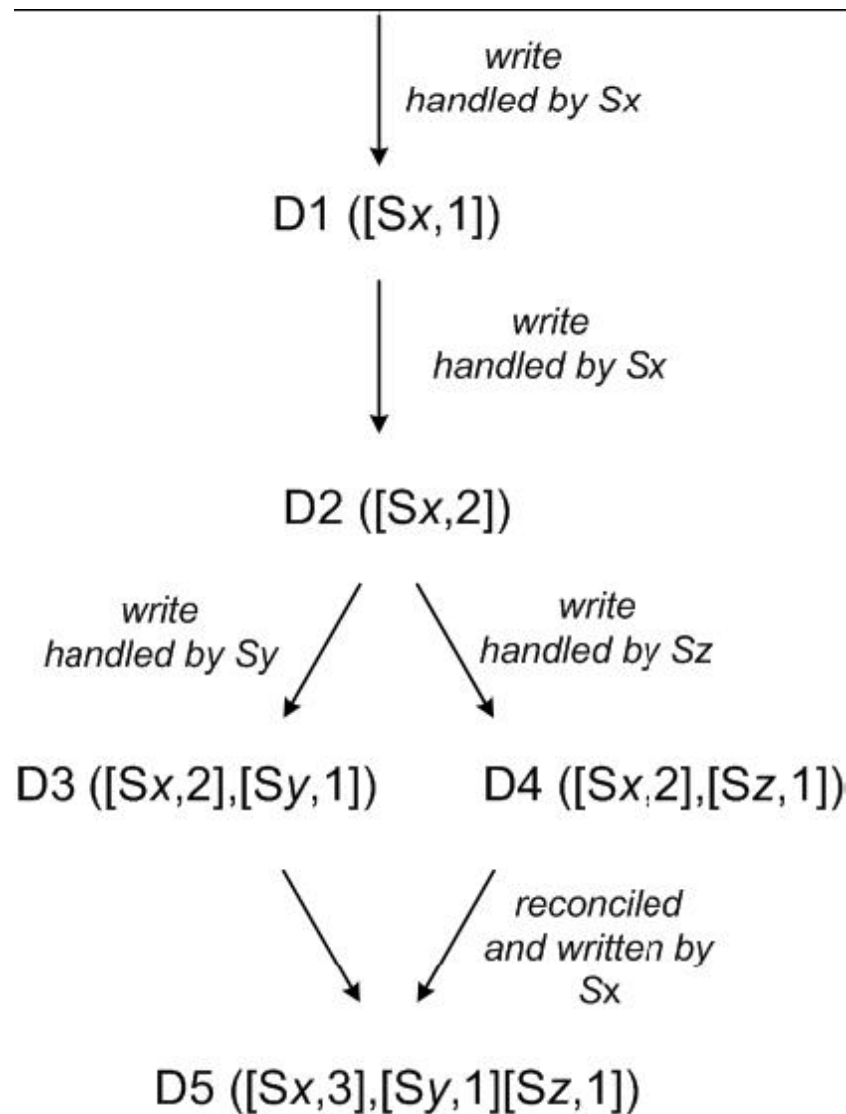 write
handled by Sx
D1 ([Sx,1])
write
handled by Sx
D2 ([Sx,2])
write
handled by Sy
write
handled by Sz
D3 ([Sx,2],[Sy,1])
D4 ([Sx,2],[Sz,1])
reconciled
and written by
Sx
D5 ([Sx,3],[Sy,1][Sz,1])